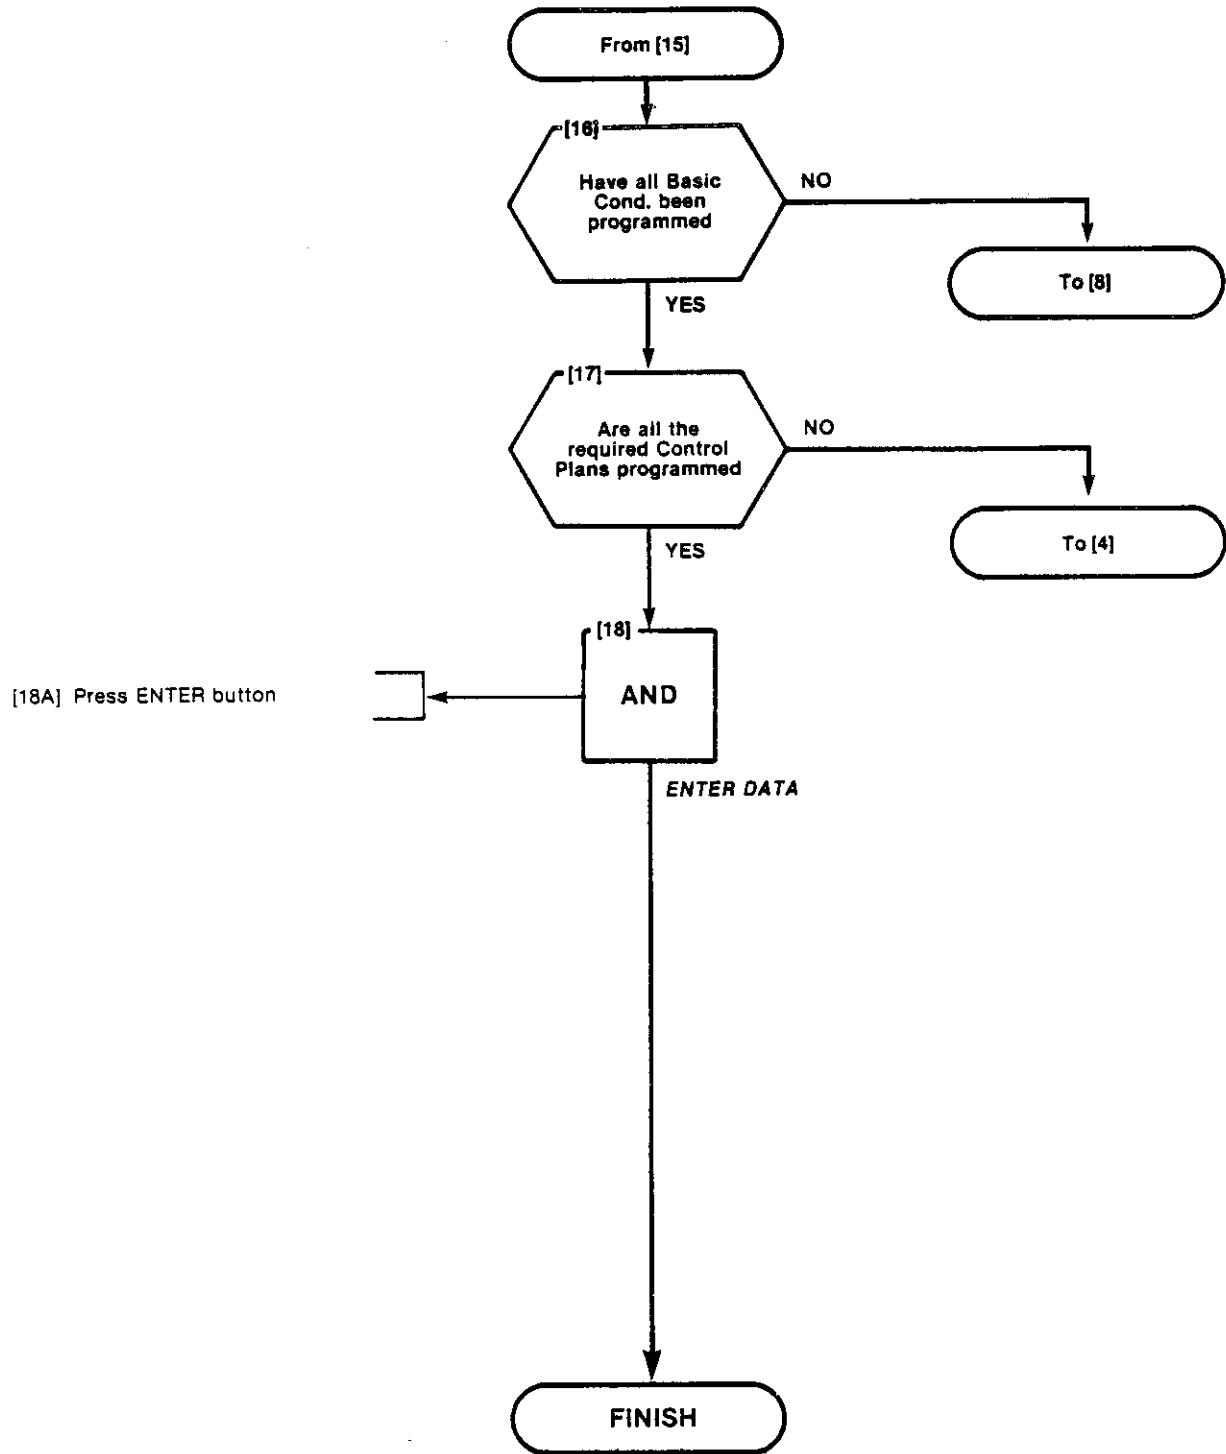 From [15]
[16]
Have all Basic
Cond. been
programmed
NO
To [8]
YES
[17]
Are all the
required Control
Plans programmed
NO
To [4]
YES
[18]
AND
[18A] Press ENTER button
ENTER DATA
FINISH